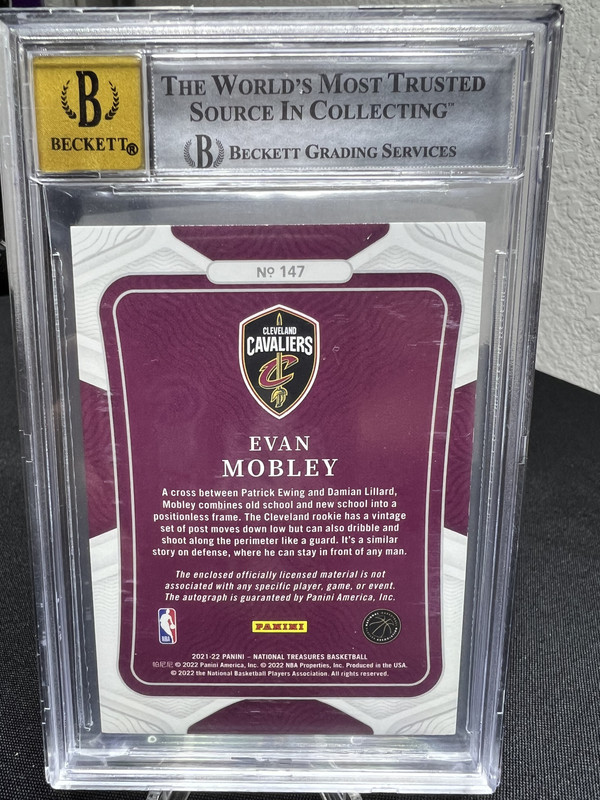 B
BECKETT®
THE WORLD'S MOST TRUSTED
SOURCE IN COLLECTING™
B BECKETT GRADING SERVICES
Nº 147
CLEVELAND
CAVALIERS
C
EVAN
MOBLEY
A cross between Patrick Ewing and Damian Lillard,
Mobley combines old school and new school into a
positionless frame. The Cleveland rookie has a vintage
set of post moves down low but can also dribble and
shoot along the perimeter like a guard. It's a similar
story on defense, where he can stay in front of any man.
The enclosed officially licensed material is not
associated with any specific player, game, or event.
The autograph is guaranteed by Panini America, Inc.
NBA
PANINI
2021-22 PANINI – NATIONAL TREASURES BASKETBALL
帕尼尼 © 2022 Panini America, Inc. © 2022 NBA Properties, Inc. Produced in the USA.
© 2022 the National Basketball Players Association. All rights reserved.